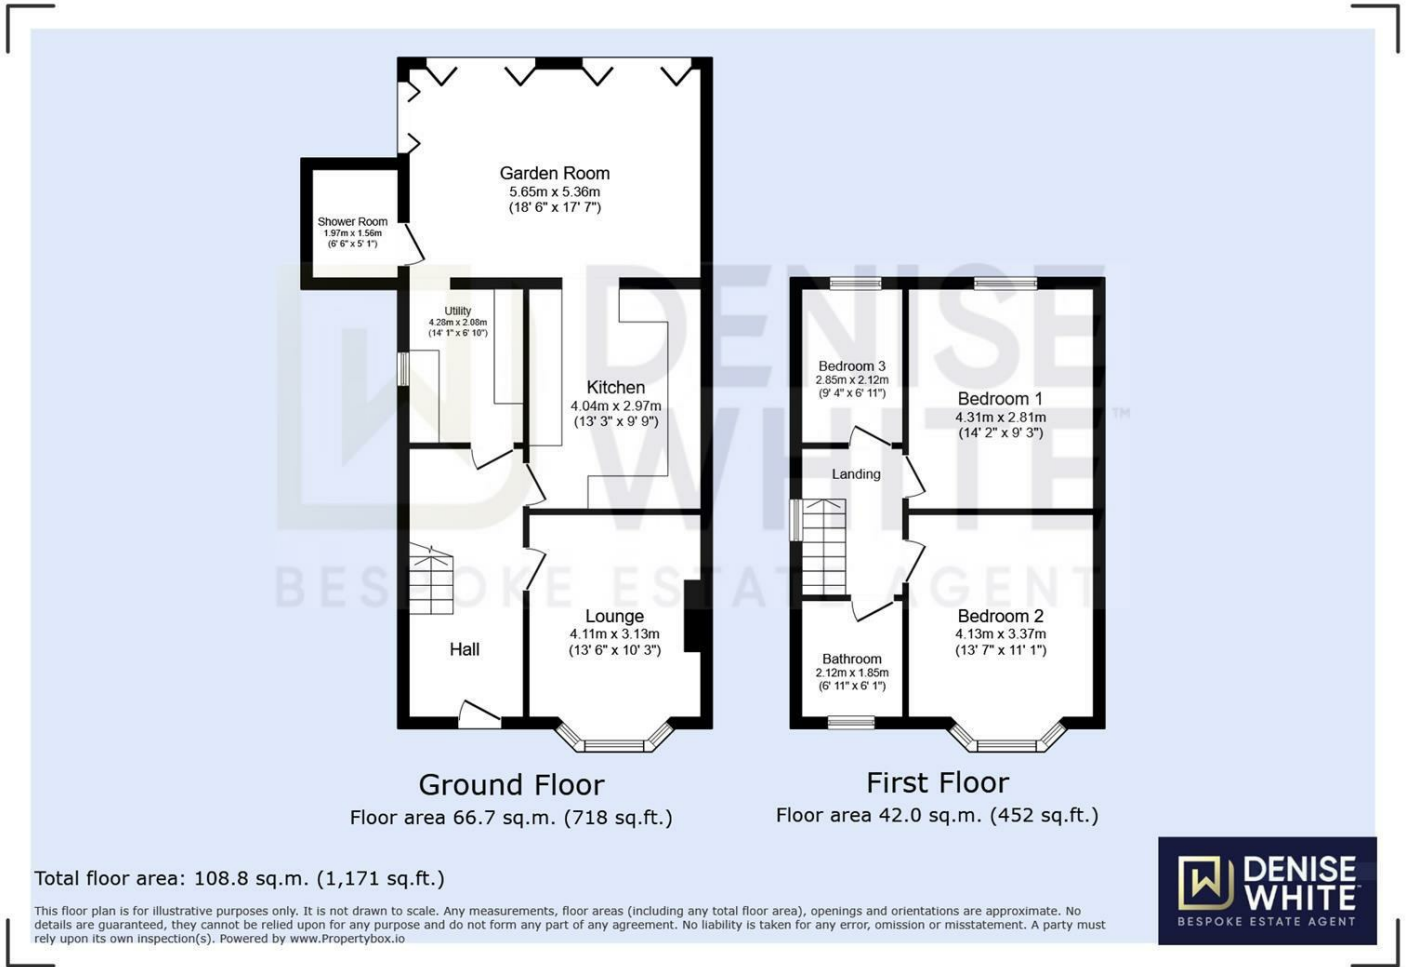 Garden Room
5.65m x 5.36m
(18' 6" x 17' 7")
Shower Room
1.97m x 1.56m
(6' 6" x 5' 1")
Utility
4.28m x 2.08m
(14' 1" x 6' 10")
Kitchen
4.04m x 2.97m
(13' 3" x 9' 9")
Lounge
4.11m x 3.13m
(13' 6" x 10' 3")
Hall
Bedroom 3
2.85m x 2.12m
(9' 4" x 6' 11")
Bedroom 1
4.31m x 2.81m
(14' 2" x 9' 3")
Landing
Bedroom 2
4.13m x 3.37m
(13' 7" x 11' 1")
Bathroom
2.12m x 1.85m
(6' 11" x 6' 1")
DENISE
WHITE™
BESPOKE ESTATE AGENT
Ground Floor
Floor area 66.7 sq.m. (718 sq.ft.)
First Floor
Floor area 42.0 sq.m. (452 sq.ft.)
Total floor area: 108.8 sq.m. (1,171 sq.ft.)
This floor plan is for illustrative purposes only. It is not drawn to scale. Any measurements, floor areas (including any total floor area), openings and orientations are approximate. No
details are guaranteed, they cannot be relied upon for any purpose and do not form any part of any agreement. No liability is taken for any error, omission or misstatement. A party must
rely upon its own inspection(s). Powered by www.Propertybox.io
DENISE
WHITE™
BESPOKE ESTATE AGENT